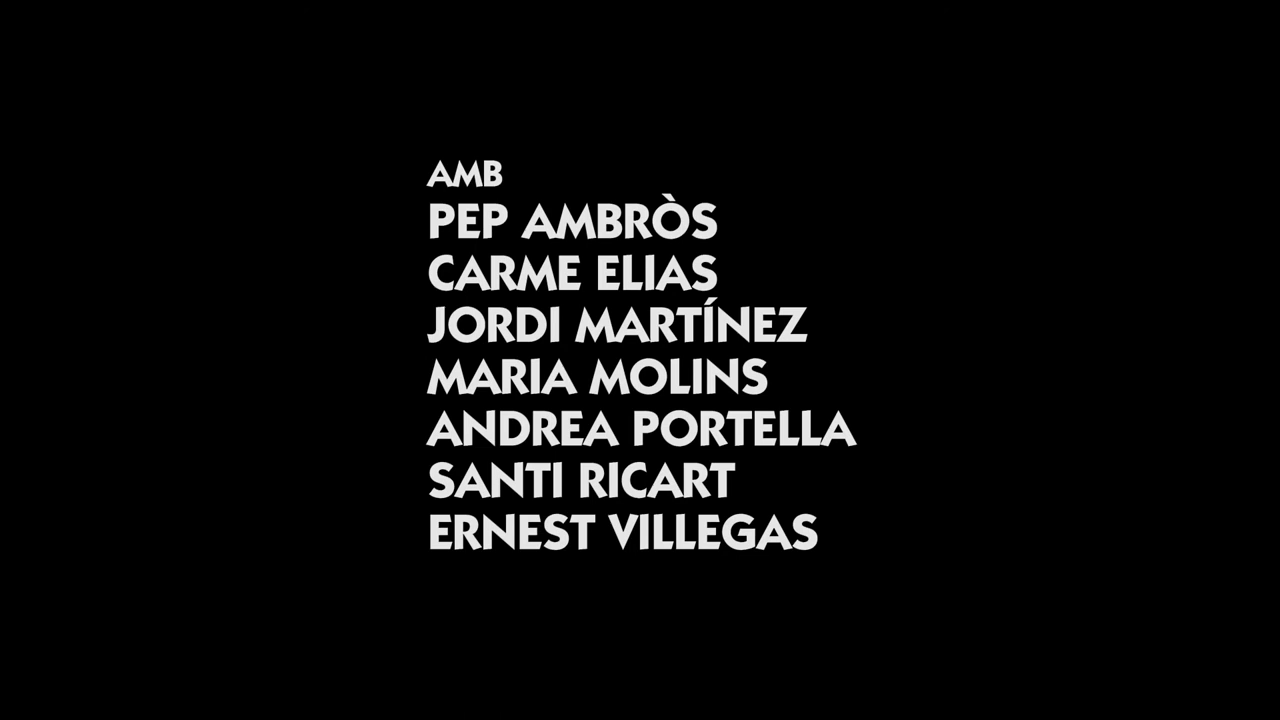 AMB
PEP AMBRÒS
CARME ELIAS
JORDI MARTÍNEZ
MARIA MOLINS
ANDREA PORTELLA
SANTI RICART
ERNEST VILLEGAS